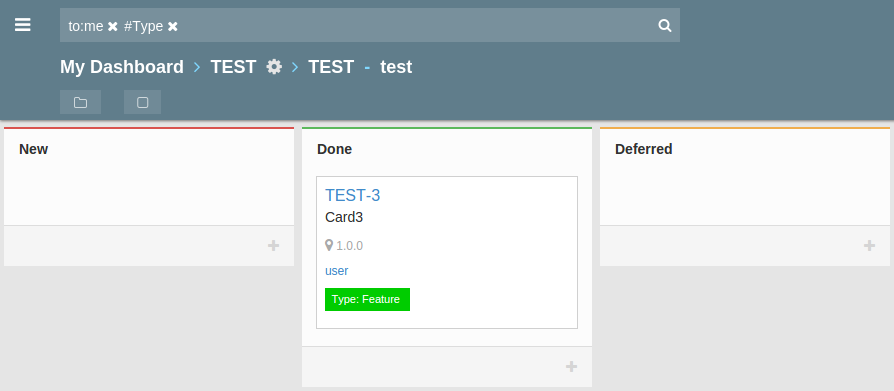 to:me #Type
My Dashboard TEST TEST - test
New
Done
Deferred
TEST-3
Card3
1.0.0
user
Type: Feature